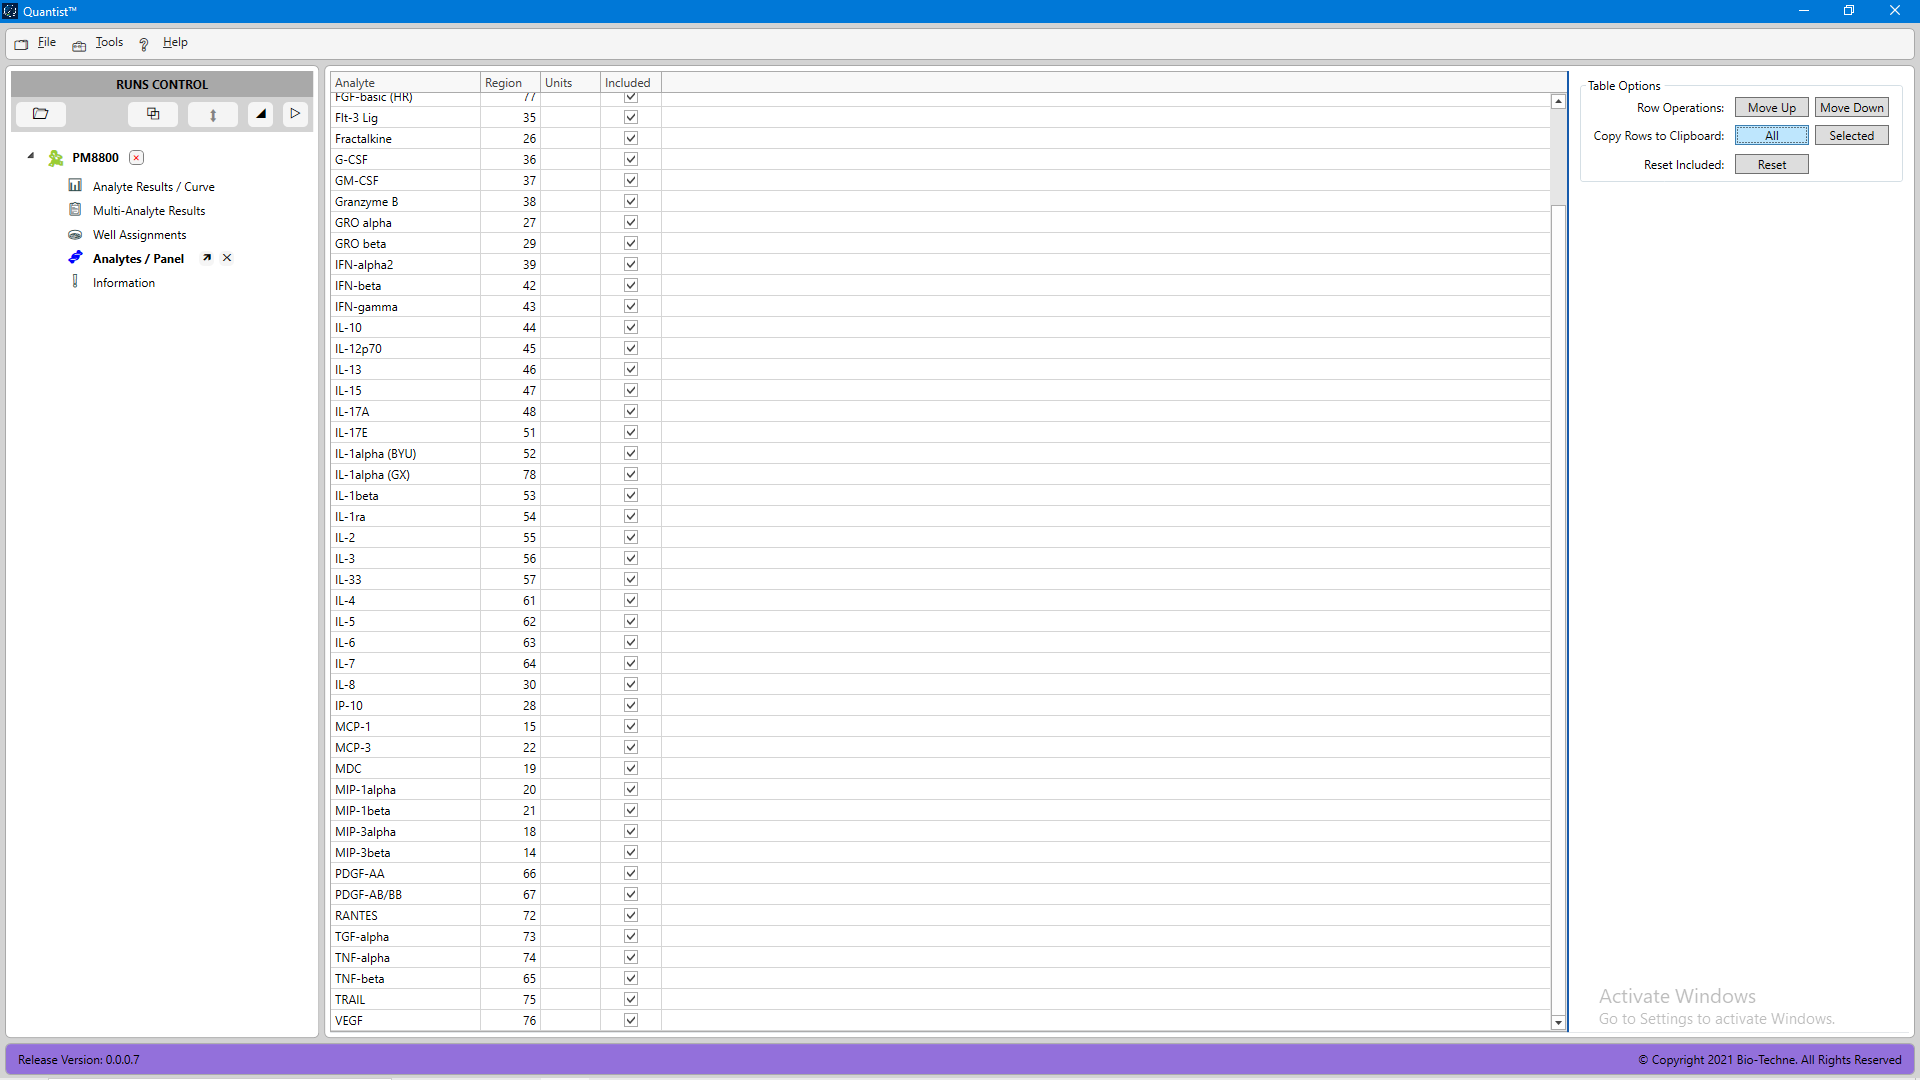 Quantist™
File Tools ? Help
RUNS CONTROL
PM8800
Analyte Results / Curve
Multi-Analyte Results
Well Assignments
Analytes / Panel
Information
Analyte Region Units Included
FGF-basic (HR) 77
Flt-3 Lig 35
Fractalkine 26
G-CSF 36
GM-CSF 37
Granzyme B 38
GRO alpha 27
GRO beta 29
IFN-alpha2 39
IFN-beta 42
IFN-gamma 43
IL-10 44
IL-12p70 45
IL-13 46
IL-15 47
IL-17A 48
IL-17E 51
IL-1alpha (BYU) 52
IL-1alpha (GX) 78
IL-1beta 53
IL-1ra 54
IL-2 55
IL-3 56
IL-33 57
IL-4 61
IL-5 62
IL-6 63
IL-7 64
IL-8 30
IP-10 28
MCP-1 15
MCP-3 22
MDC 19
MIP-1alpha 20
MIP-1beta 21
MIP-3alpha 18
MIP-3beta 14
PDGF-AA 66
PDGF-AB/BB 67
RANTES 72
TGF-alpha 73
TNF-alpha 74
TNF-beta 65
TRAIL 75
VEGF 76
Table Options
Row Operations: Move Up Move Down
Copy Rows to Clipboard: All Selected
Reset Included: Reset
Activate Windows
Go to Settings to activate Windows.
Release Version: 0.0.0.7
© Copyright 2021 Bio-Techne. All Rights Reserved